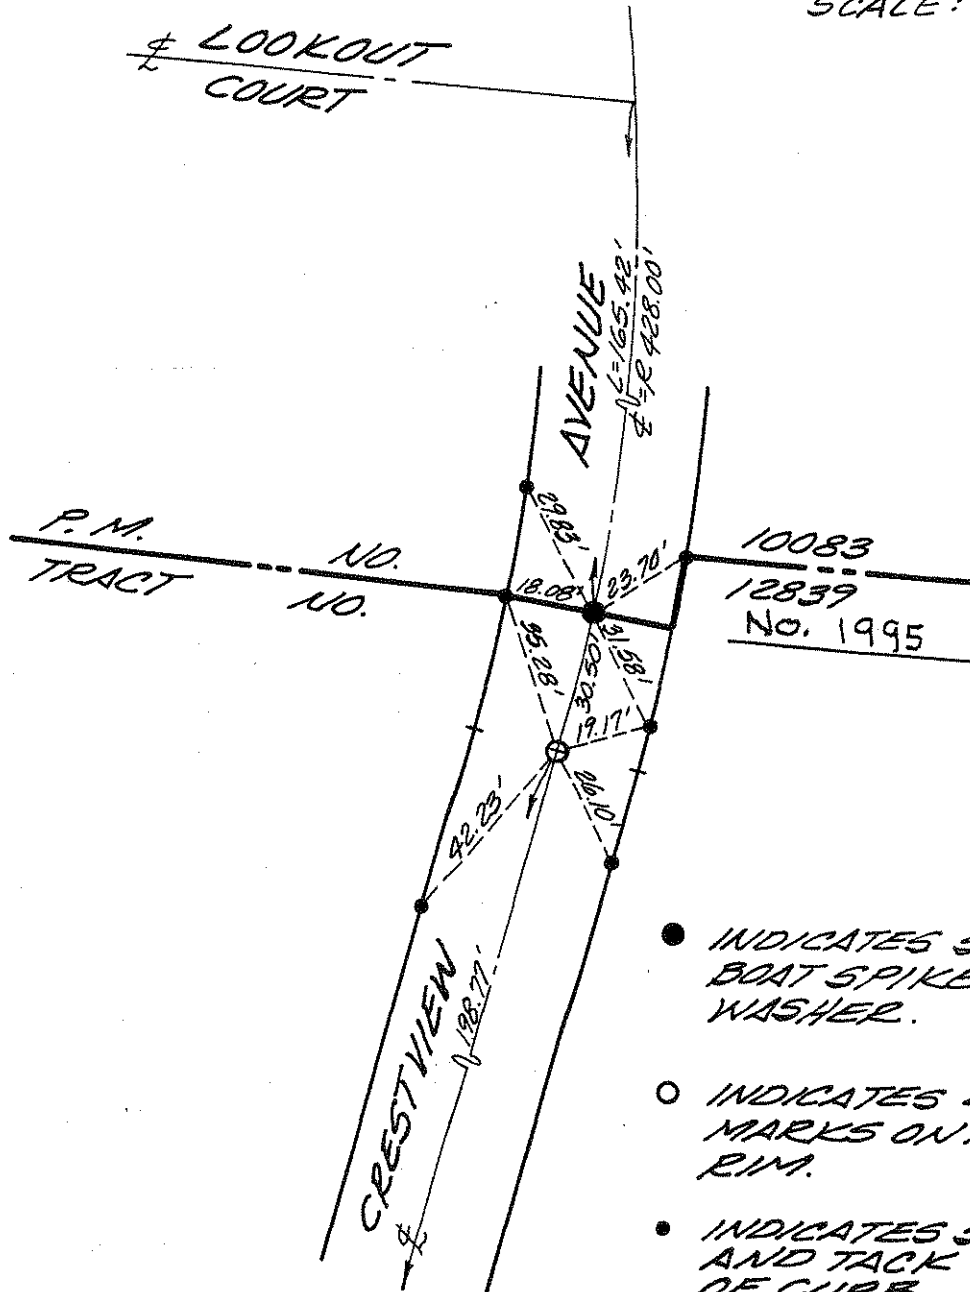 SCALE:
℄ LOOKOUT
COURT
AVENUE
L=165.42'
℄=R 428.00'
29.83'
P. M. NO. 10083
TRACT NO. 12839
No. 1995
18.08'
23.70'
35.28'
30.50'
31.58'
19.17'
26.10'
42.23'
CRESTVIEW
198.77'
℄
INDICATES
BOAT SPIKE
WASHER.
INDICATES
MARKS ON
RIM.
INDICATES
AND TACK
OF CURB